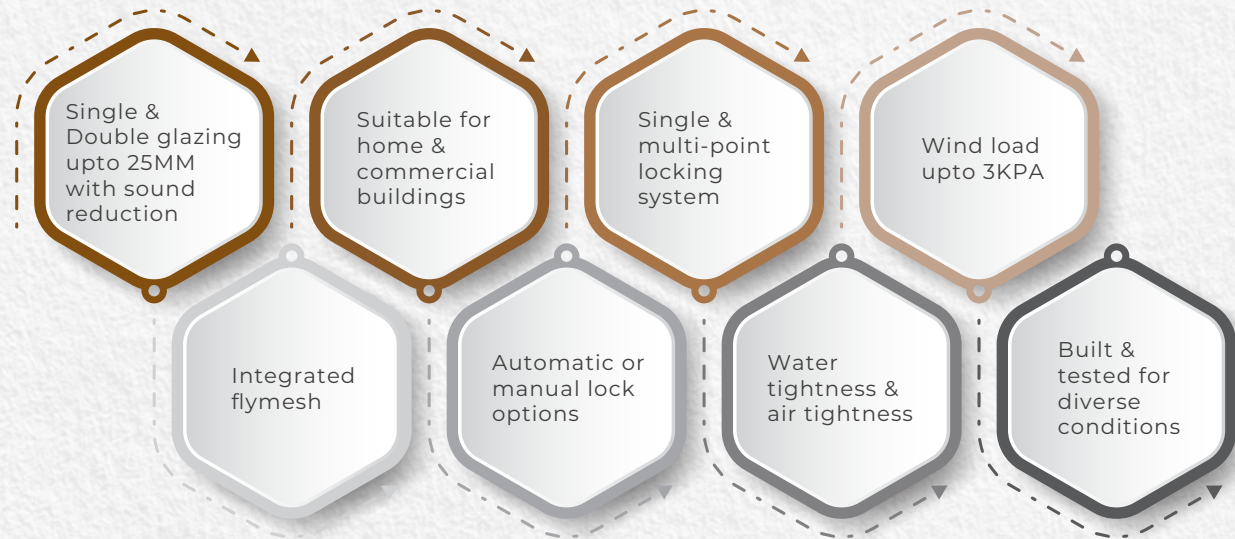 Single &
Double glazing
upto 25MM
with sound
reduction
Suitable for
home &
commercial
buildings
Single &
multi-point
locking
system
Wind load
upto 3KPA
Integrated
flymesh
Automatic or
manual lock
options
Water
tightness &
air tightness
Built &
tested for
diverse
conditions